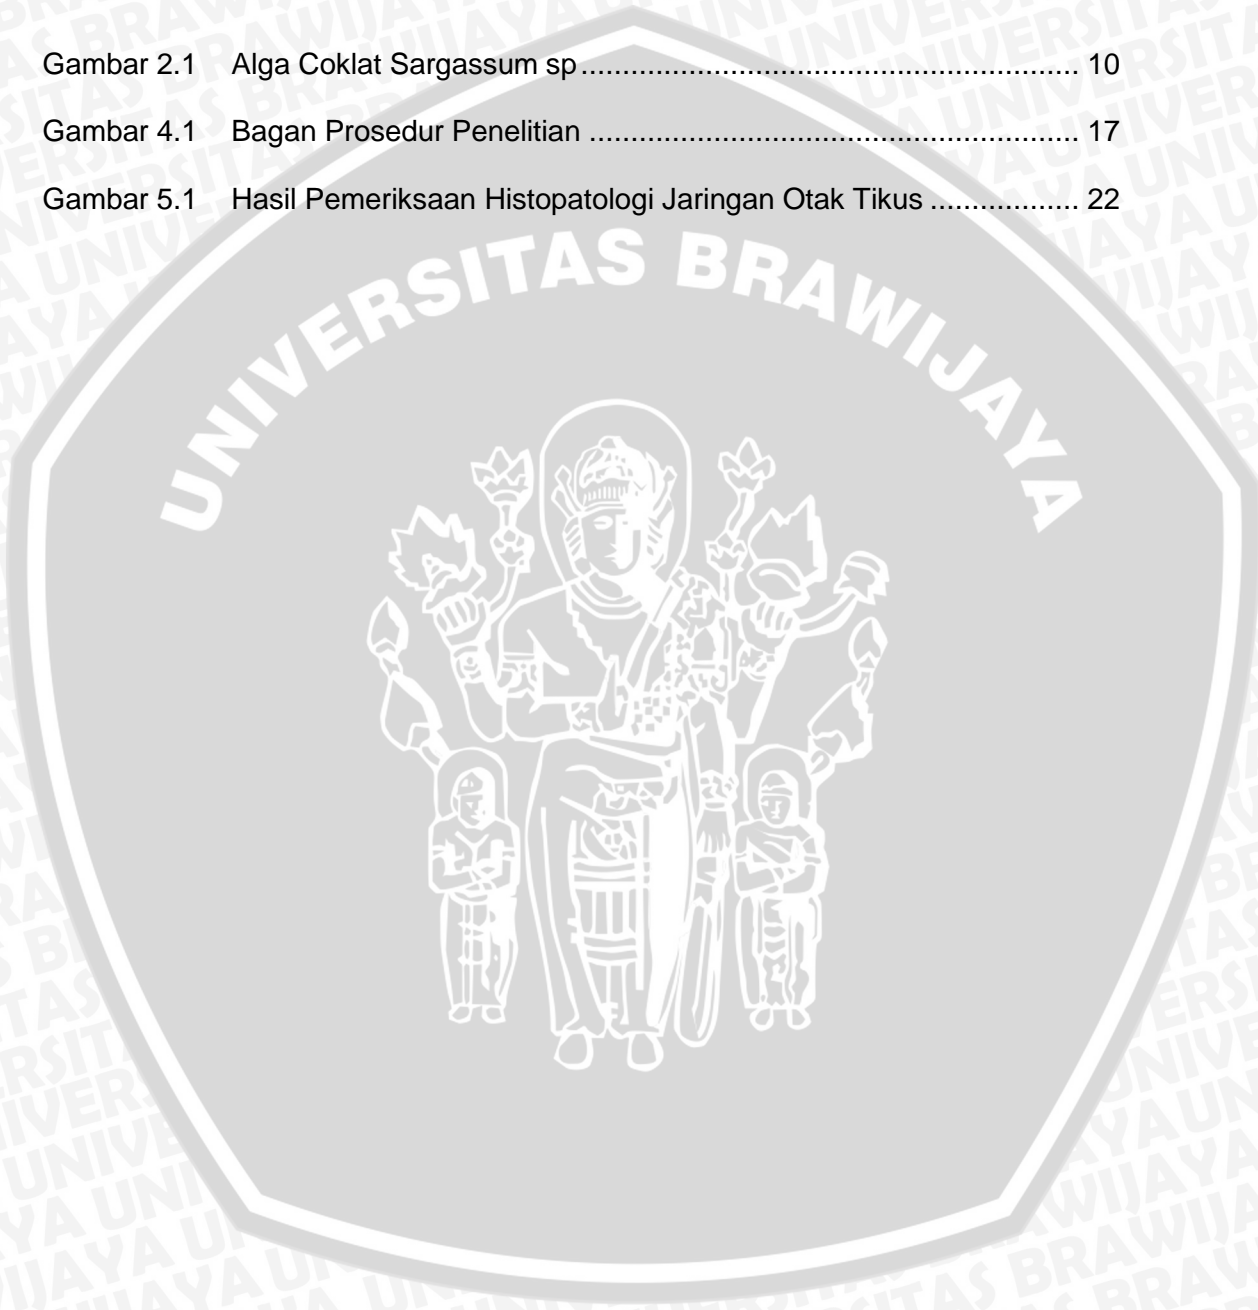 Gambar 2.1 Alga Coklat Sargassum sp............................................................ 10
Gambar 4.1 Bagan Prosedur Penelitian ........................................................... 17
Gambar 5.1 Hasil Pemeriksaan Histopatologi Jaringan Otak Tikus .................. 22
UNIVERSITAS BRAWIJAYA